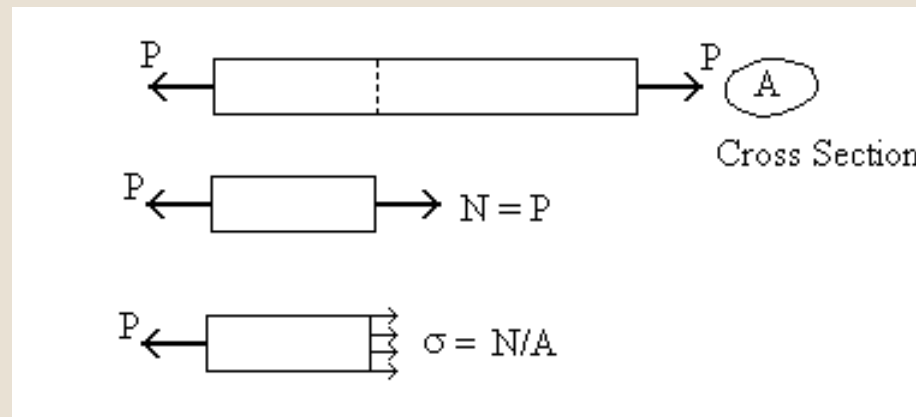 P
P
A
Cross Section
P
N = P
P
σ = N/A